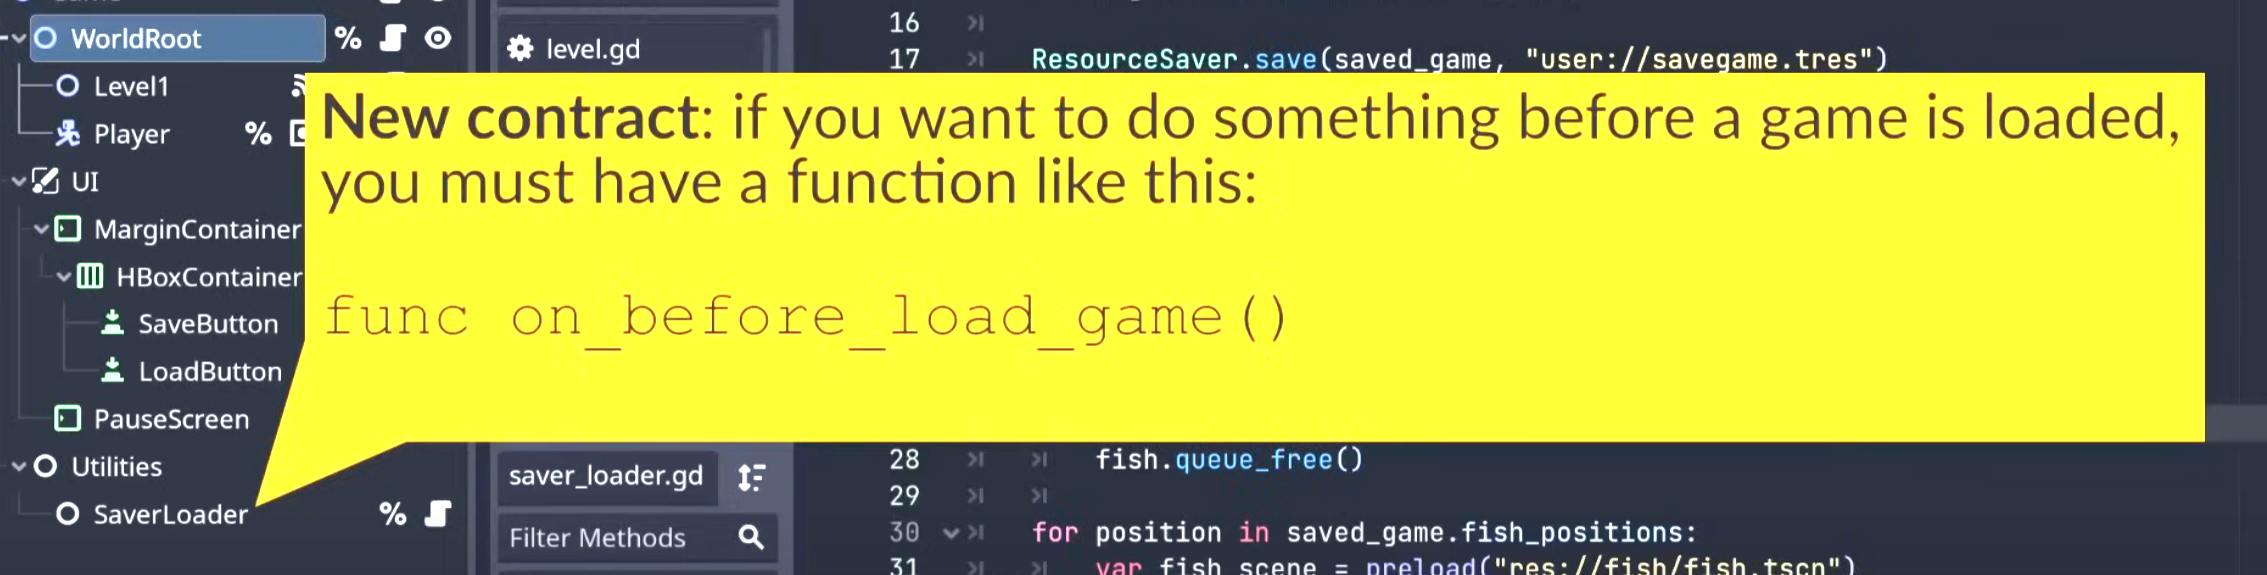 WorldRoot %
Level1
Player %
UI
MarginContainer
HBoxContainer
SaveButton
LoadButton
PauseScreen
Utilities
SaverLoader %
level.gd
saver_loader.gd
Filter Methods
16
17 ResourceSaver.save(saved_game, "user://savegame.tres")
New contract: if you want to do something before a game is loaded,
you must have a function like this:
func on_before_load_game()
28 fish.queue_free()
29
30 for position in saved_game.fish_positions:
31 var fish_scene = preload("res://fish/fish.tscn")